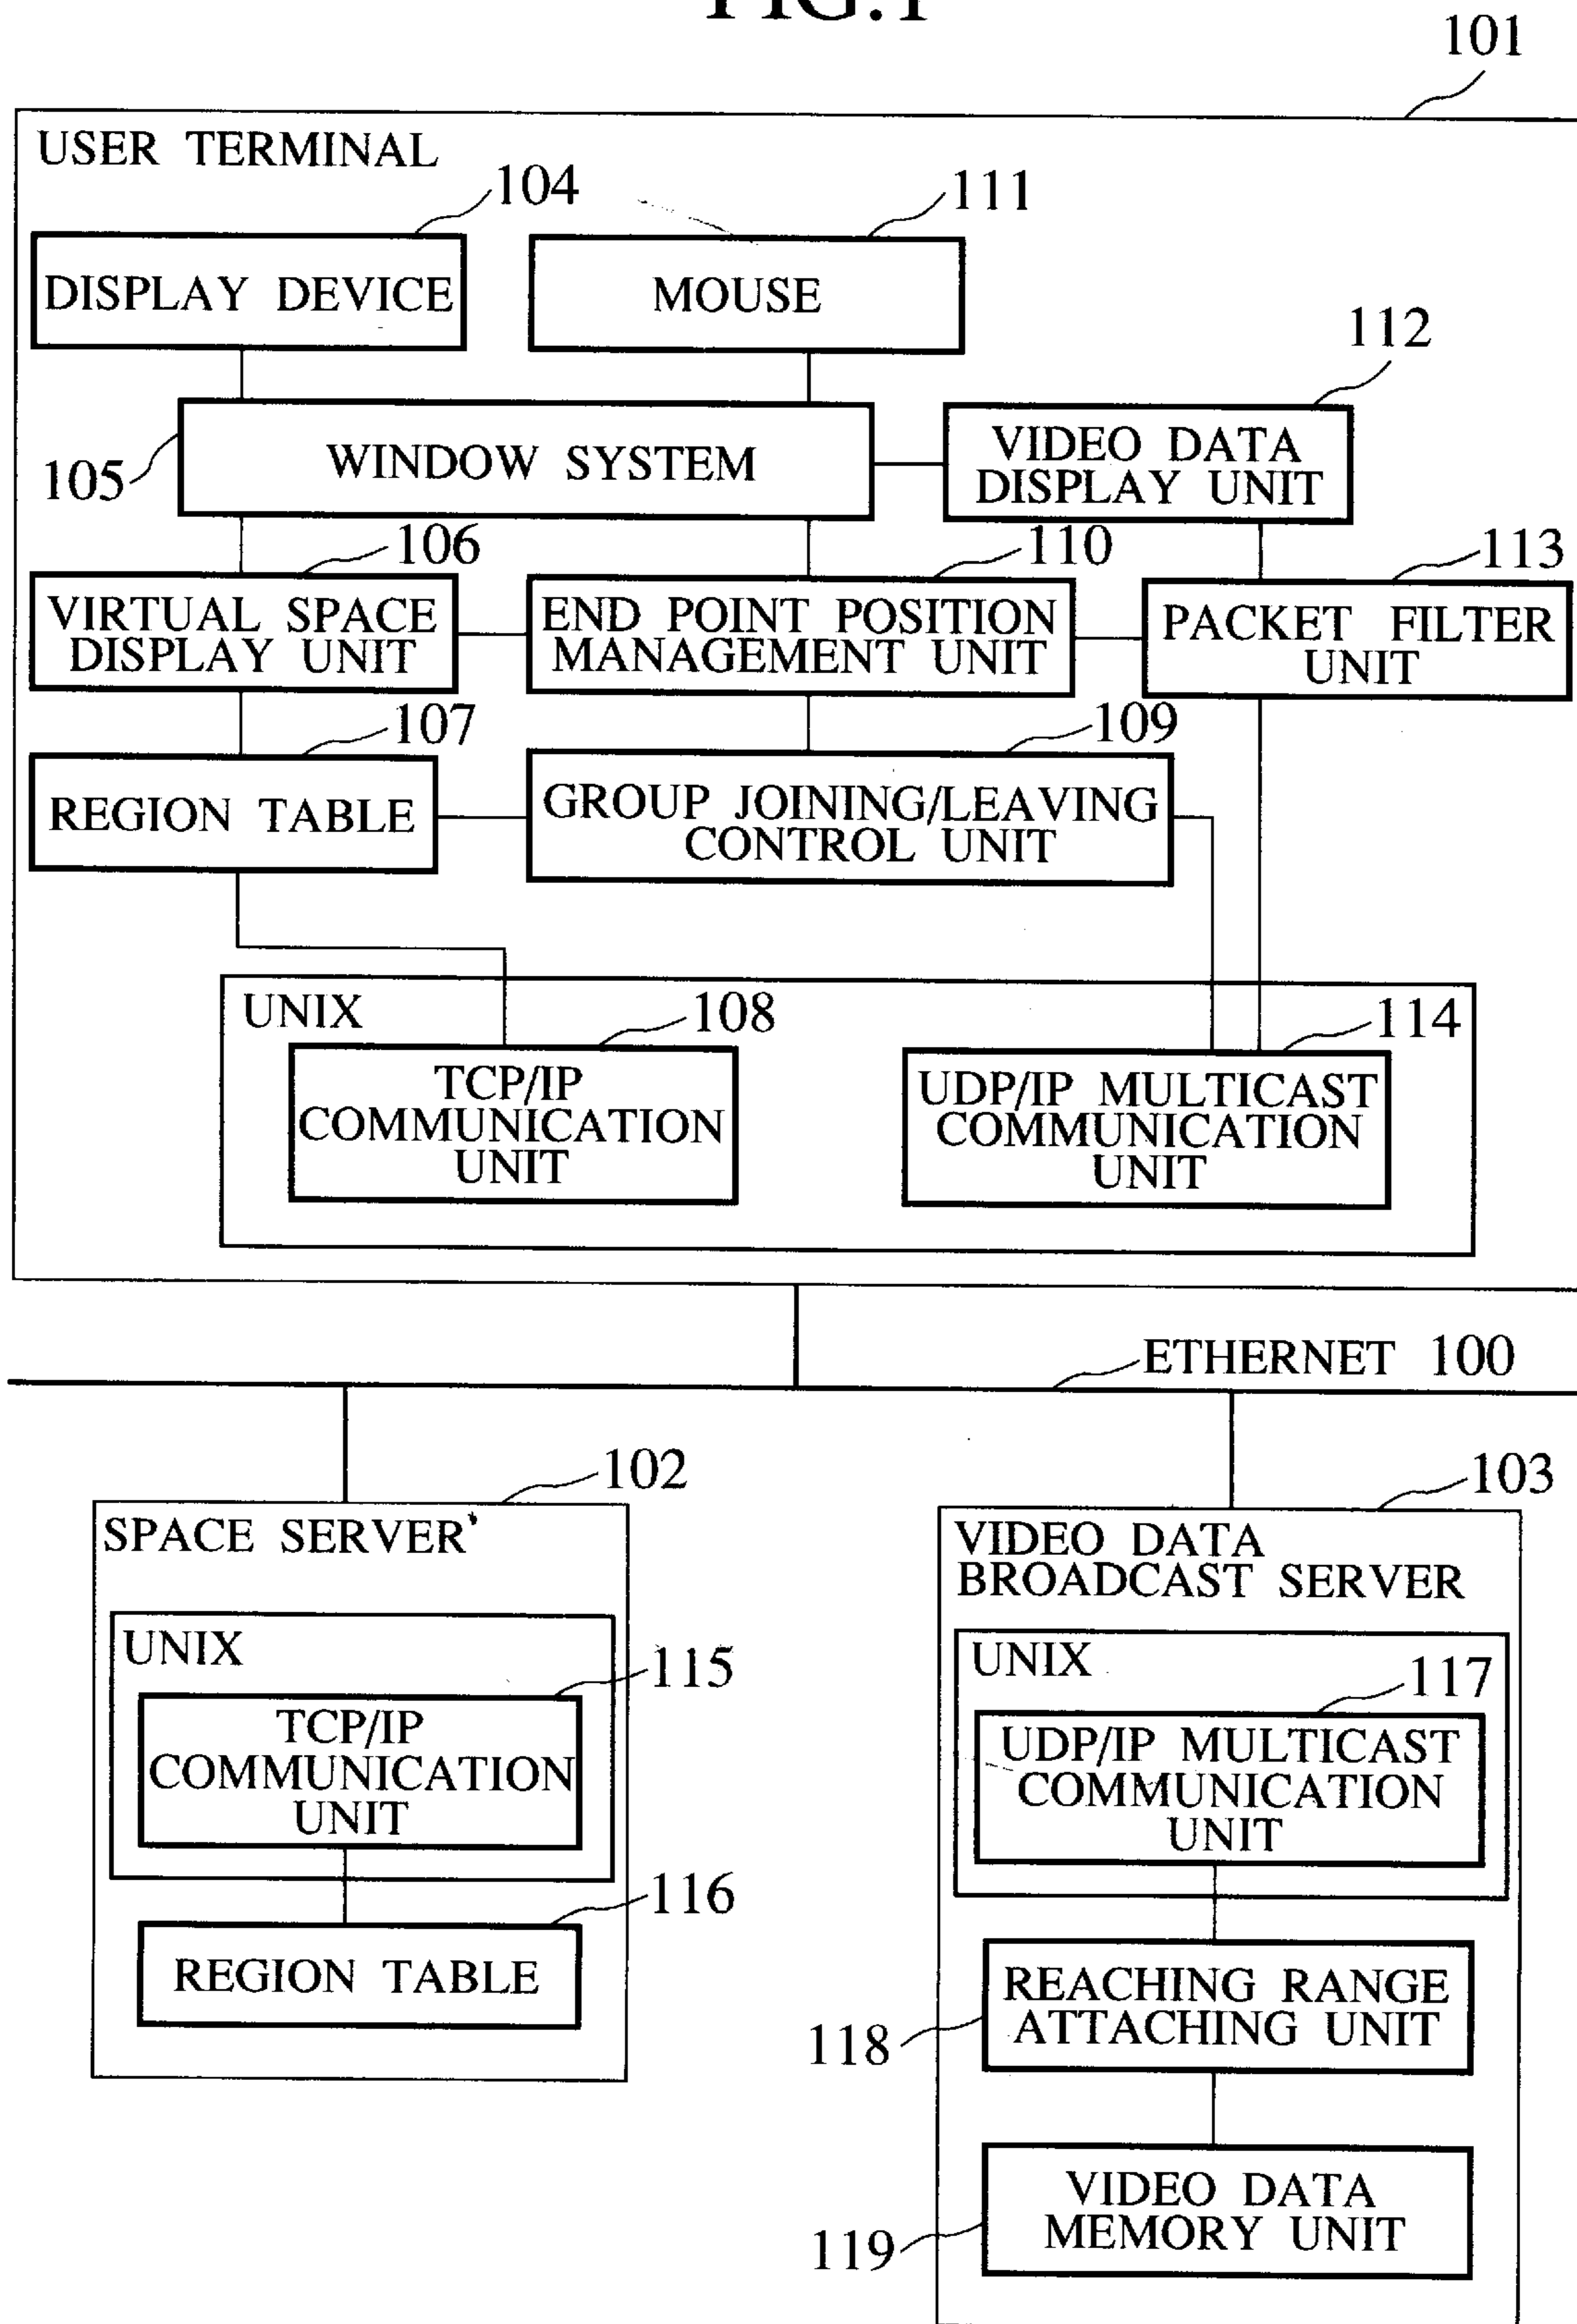 FIG.1
101
USER TERMINAL
104
111
DISPLAY DEVICE
MOUSE
112
105
WINDOW SYSTEM
VIDEO DATA
DISPLAY UNIT
106
110
113
VIRTUAL SPACE
DISPLAY UNIT
END POINT POSITION
MANAGEMENT UNIT
PACKET FILTER
UNIT
107
109
REGION TABLE
GROUP JOINING/LEAVING
CONTROL UNIT
UNIX
108
114
TCP/IP
COMMUNICATION
UNIT
UDP/IP MULTICAST
COMMUNICATION
UNIT
ETHERNET 100
102
103
SPACE SERVER
VIDEO DATA
BROADCAST SERVER
UNIX
115
UNIX
117
TCP/IP
COMMUNICATION
UNIT
UDP/IP MULTICAST
COMMUNICATION
UNIT
116
REGION TABLE
REACHING RANGE
ATTACHING UNIT
118
VIDEO DATA
MEMORY UNIT
119